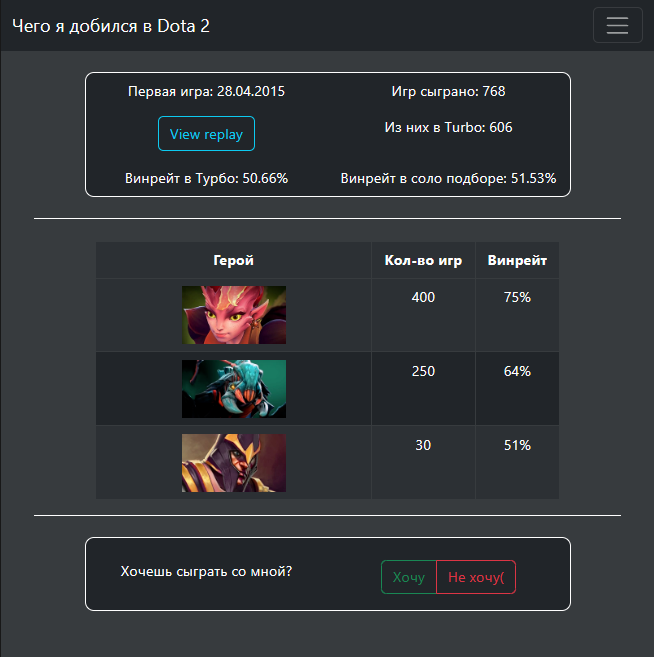 Чего я добился в Dota 2
Первая игра: 28.04.2015 Игр сыграно: 768
View replay Из них в Turbo: 606
Винрейт в Турбо: 50.66% Винрейт в соло подборе: 51.53%
Герой Кол-во игр Винрейт
400 75%
250 64%
30 51%
Хочешь сыграть со мной? Хочу Не хочу(